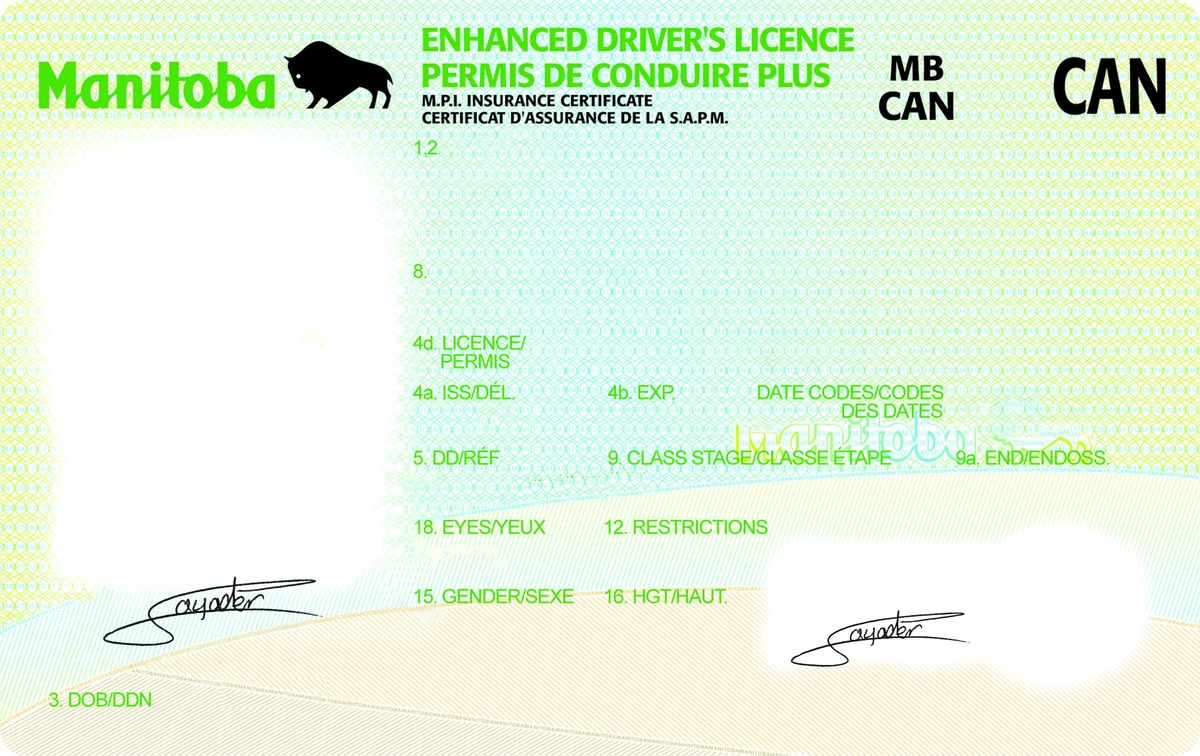 Manitoba
ENHANCED DRIVER'S LICENCE
PERMIS DE CONDUIRE PLUS
M.P.I. INSURANCE CERTIFICATE
CERTIFICAT D'ASSURANCE DE LA S.A.P.M.
MB
CAN
CAN
1,2
8.
4d. LICENCE/
PERMIS
4a. ISS/DÉL.
4b. EXP.
DATE CODES/CODES
DES DATES
Manitoba
5. DD/RÉF
9. CLASS STAGE/CLASSE ÉTAPE
9a. END/ENDOSS.
18. EYES/YEUX
12. RESTRICTIONS
15. GENDER/SEXE
16. HGT/HAUT.
3. DOB/DDN